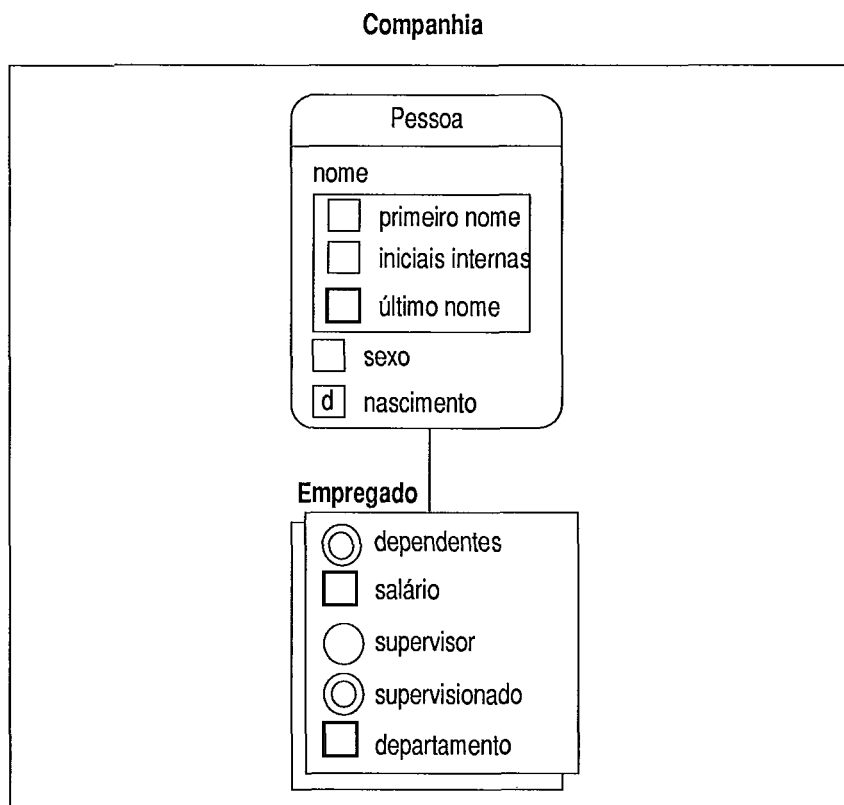 Companhia
Pessoa
nome
primeiro nome
iniciais internas
último nome
sexo
d nascimento
Empregado
dependentes
salário
supervisor
supervisionado
departamento